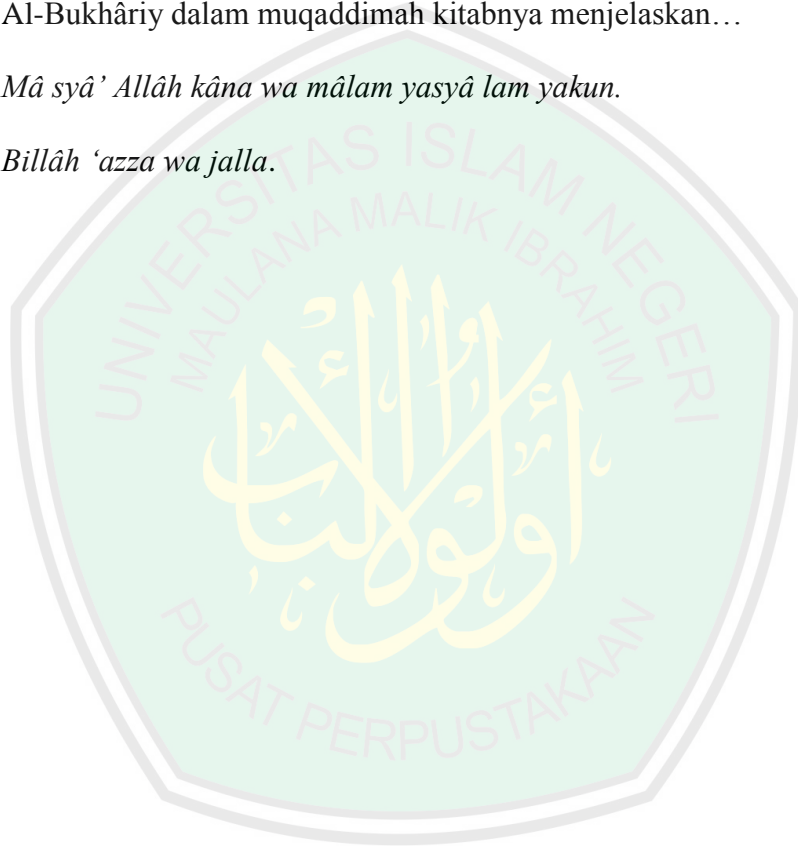 Al-Bukhâriy dalam muqaddimah kitabnya menjelaskan…
Mâ syâ’ Allâh kâna wa mâlam yasyâ lam yakun.
Billâh ‘azza wa jalla.
UNIVERSITAS ISLAM NEGERI
MAULANA MALIK IBRAHIM
أولوا الألباب
PUSAT PERPUSTAKAAN